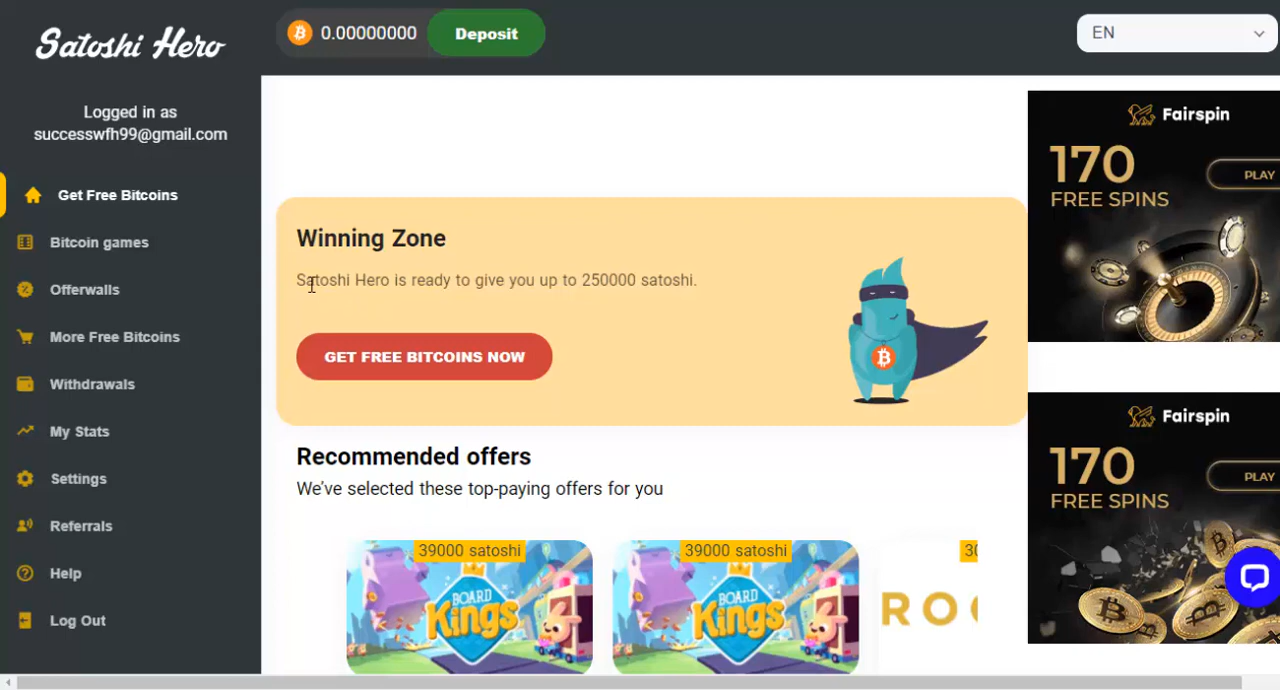 Satoshi Hero
0.00000000
Deposit
EN
Logged in as
successwfh99@gmail.com
Get Free Bitcoins
Bitcoin games
Offerwalls
More Free Bitcoins
Withdrawals
My Stats
Settings
Referrals
Help
Log Out
Winning Zone
Satoshi Hero is ready to give you up to 250000 satoshi.
GET FREE BITCOINS NOW
Recommended offers
We've selected these top-paying offers for you
39000 satoshi
BOARD
Kings
39000 satoshi
BOARD
Kings
30
ROC
Fairspin
170
FREE SPINS
PLAY
Fairspin
170
FREE SPINS
PLAY